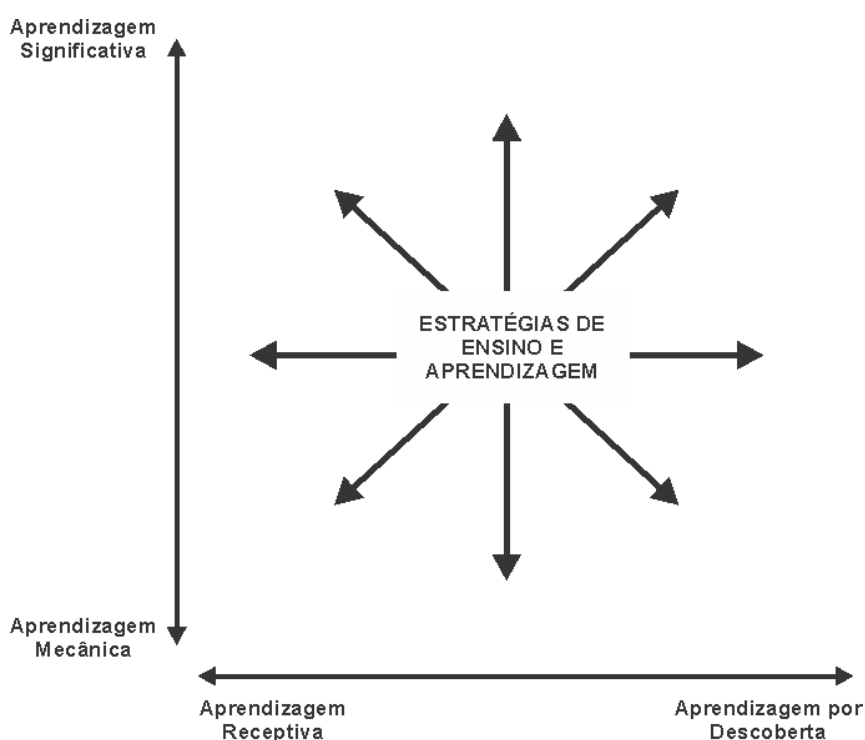 Aprendizagem
Significativa
ESTRATÉGIAS DE
ENSINO E
APRENDIZAGEM
Aprendizagem
Mecânica
Aprendizagem
Receptiva
Aprendizagem por
Descoberta